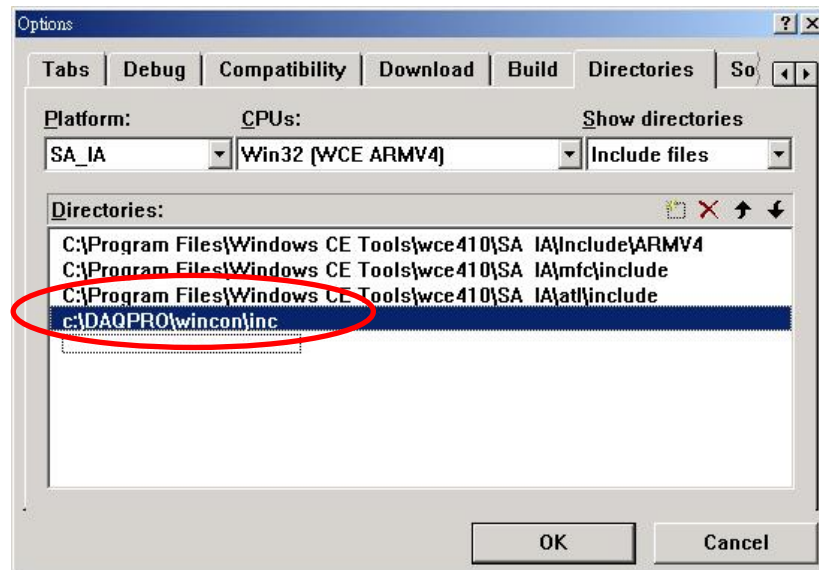 Options
Tabs Debug Compatibility Download Build Directories So
Platform: CPUs: Show directories
SA_IA Win32 (WCE ARMV4) Include files
Directories:
C:\Program Files\Windows CE Tools\wce410\SA_IA\Include\ARMV4
C:\Program Files\Windows CE Tools\wce410\SA_IA\mfc\include
C:\Program Files\Windows CE Tools\wce410\SA_IA\atl\include
c:\DAQPRO\wincon\inc
OK Cancel